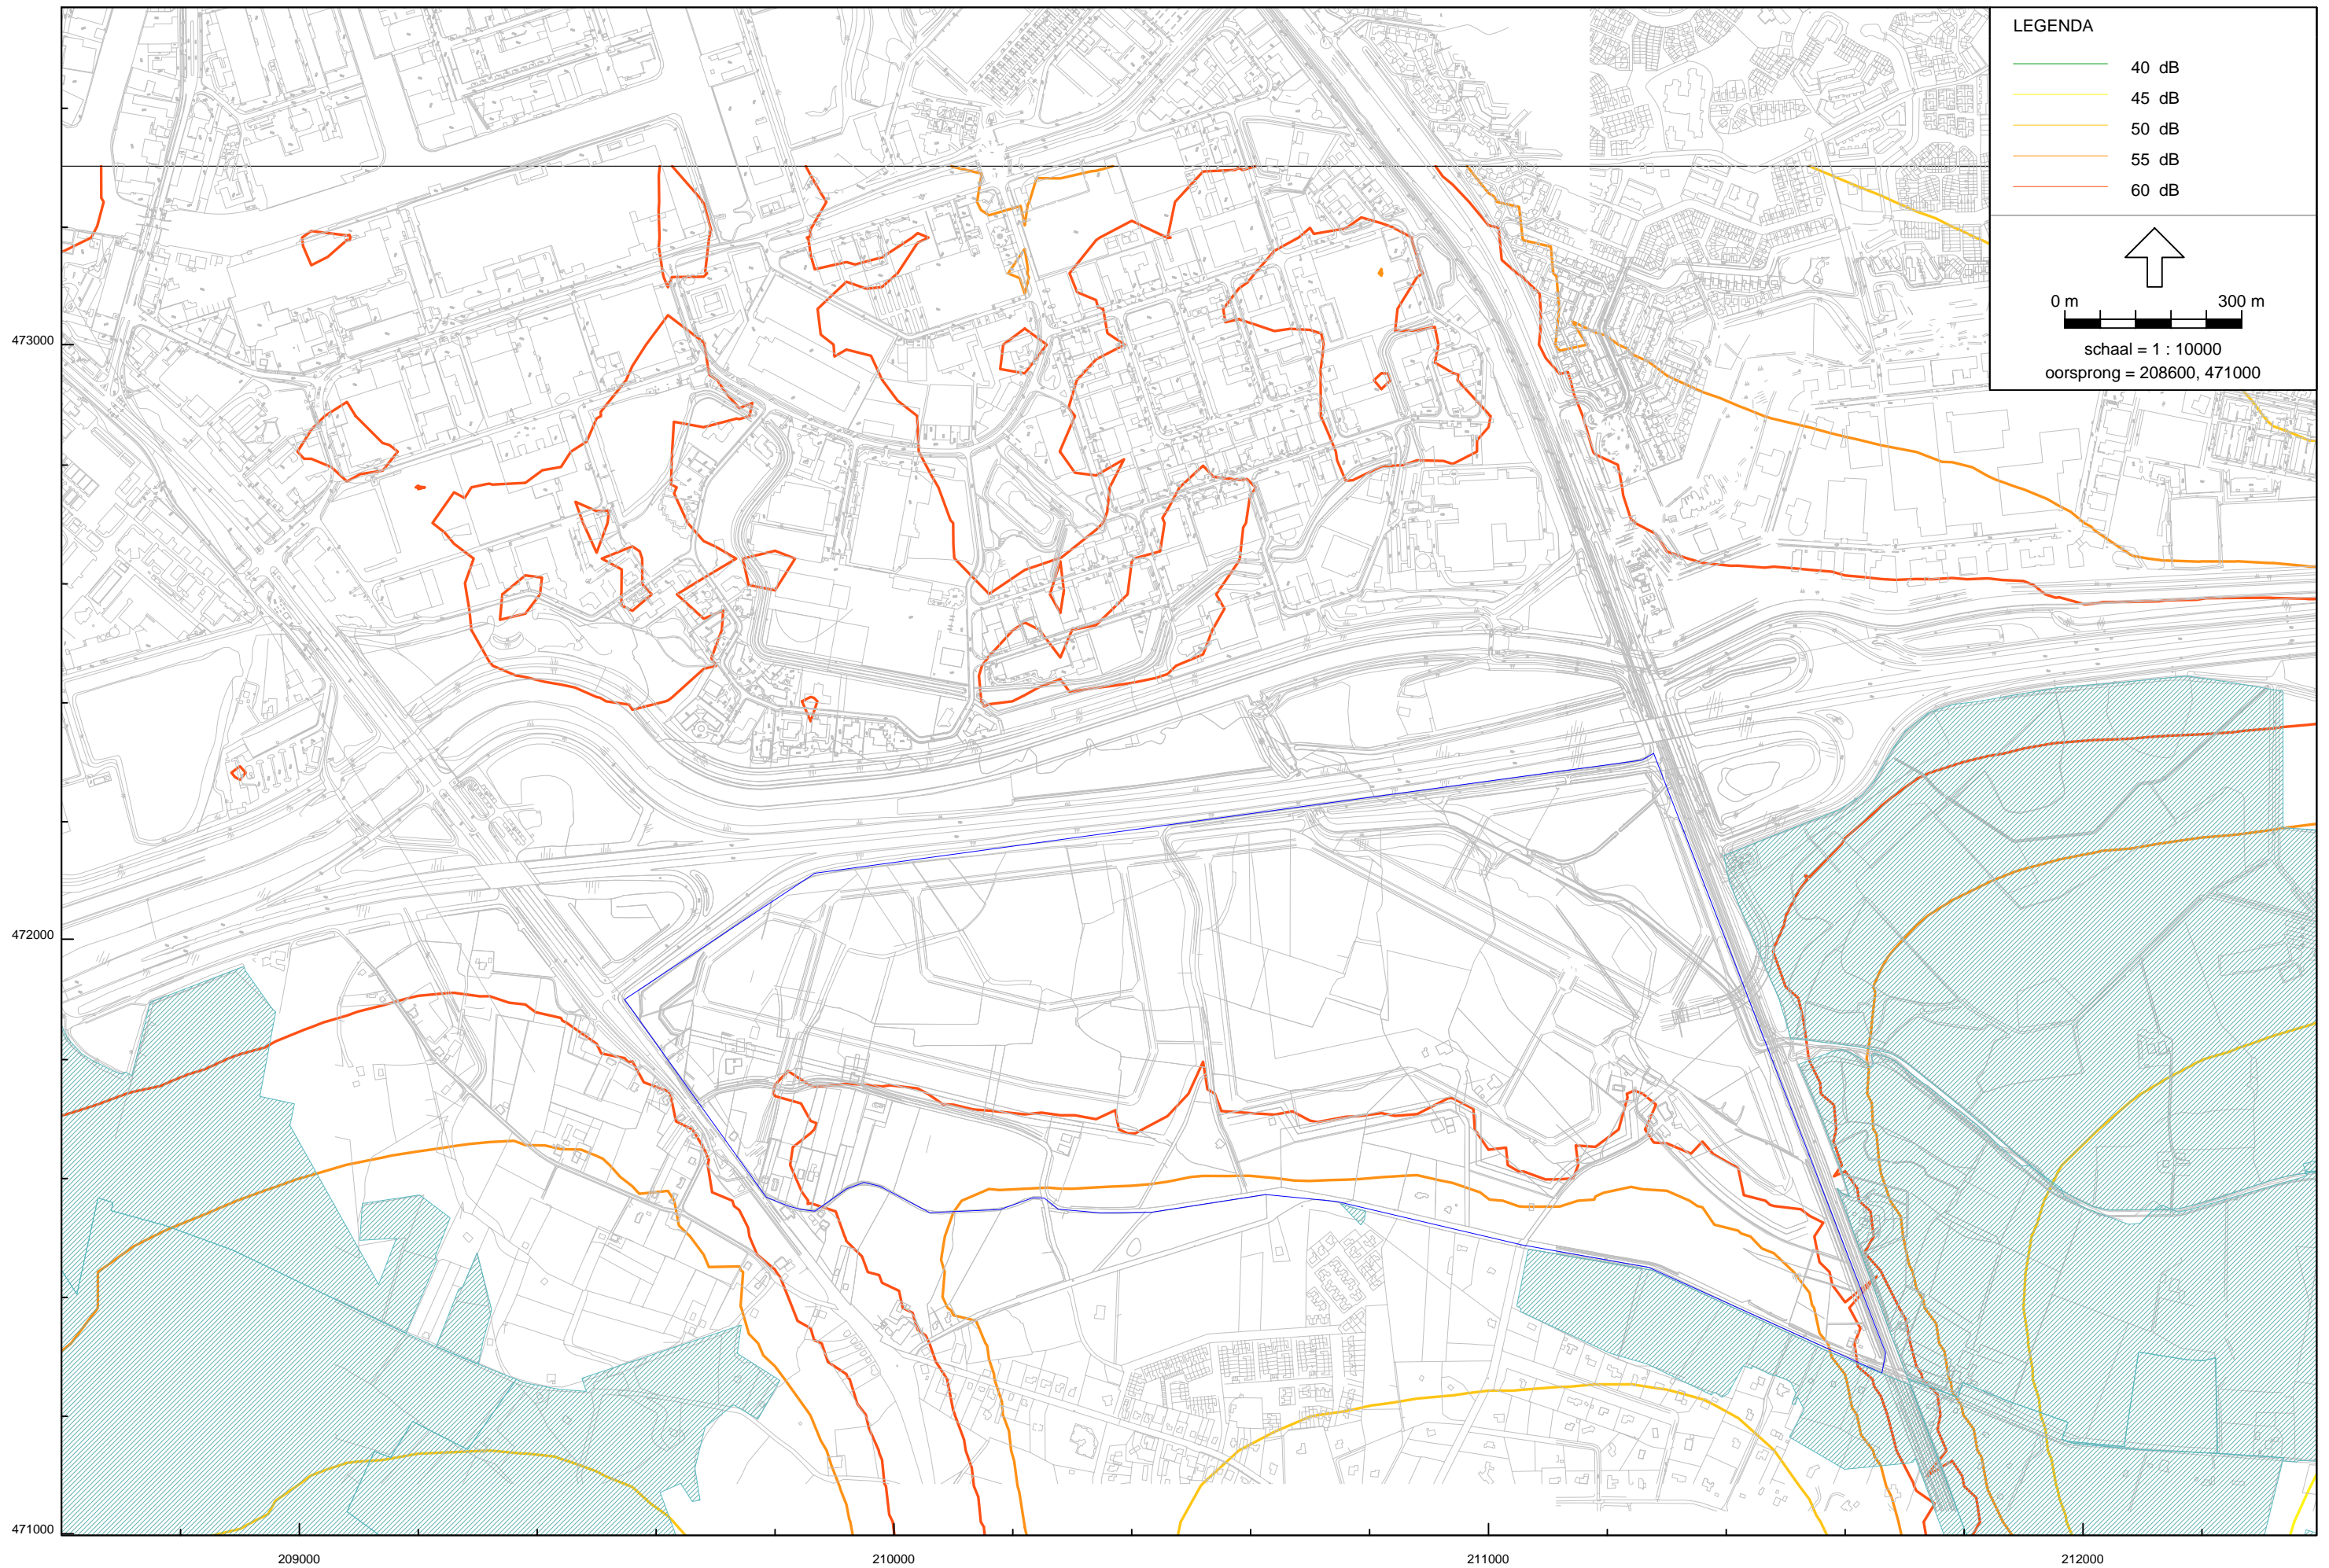 LEGENDA
40 dB
45 dB
50 dB
55 dB
60 dB
0 m 300 m
schaal = 1 : 10000
oorsprong = 208600, 471000
473000
472000
471000
209000 210000 211000 212000